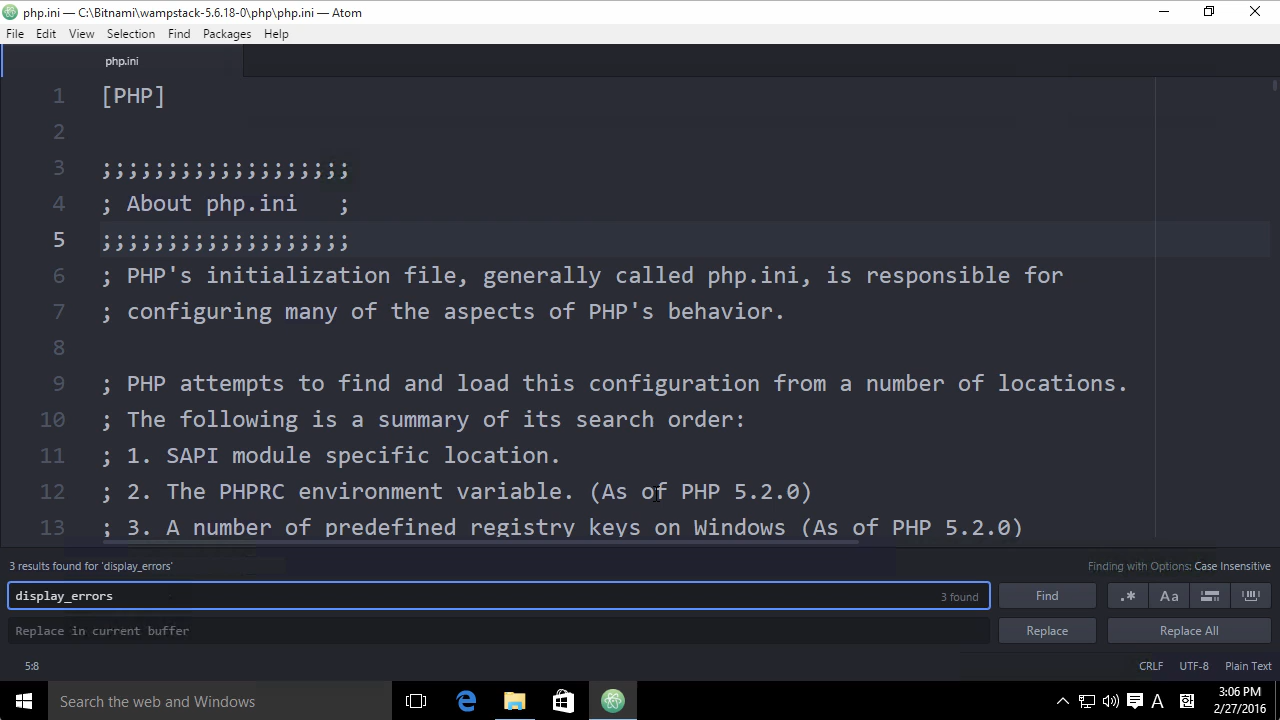 php.ini — C:\Bitnami\wampstack-5.6.18-0\php\php.ini — Atom
File Edit View Selection Find Packages Help
php.ini
1 [PHP]
2
3 ;;;;;;;;;;;;;;;;;;;
4 ; About php.ini   ;
5 ;;;;;;;;;;;;;;;;;;;
6 ; PHP's initialization file, generally called php.ini, is responsible for
7 ; configuring many of the aspects of PHP's behavior.
8
9 ; PHP attempts to find and load this configuration from a number of locations.
10 ; The following is a summary of its search order:
11 ; 1. SAPI module specific location.
12 ; 2. The PHPRC environment variable. (As of PHP 5.2.0)
13 ; 3. A number of predefined registry keys on Windows (As of PHP 5.2.0)
3 results found for 'display_errors' Finding with Options: Case Insensitive
display_errors 3 found Find .* Aa
Replace in current buffer Replace Replace All
5:8 CRLF UTF-8 Plain Text
Search the web and Windows A 한 3:06 PM
2/27/2016